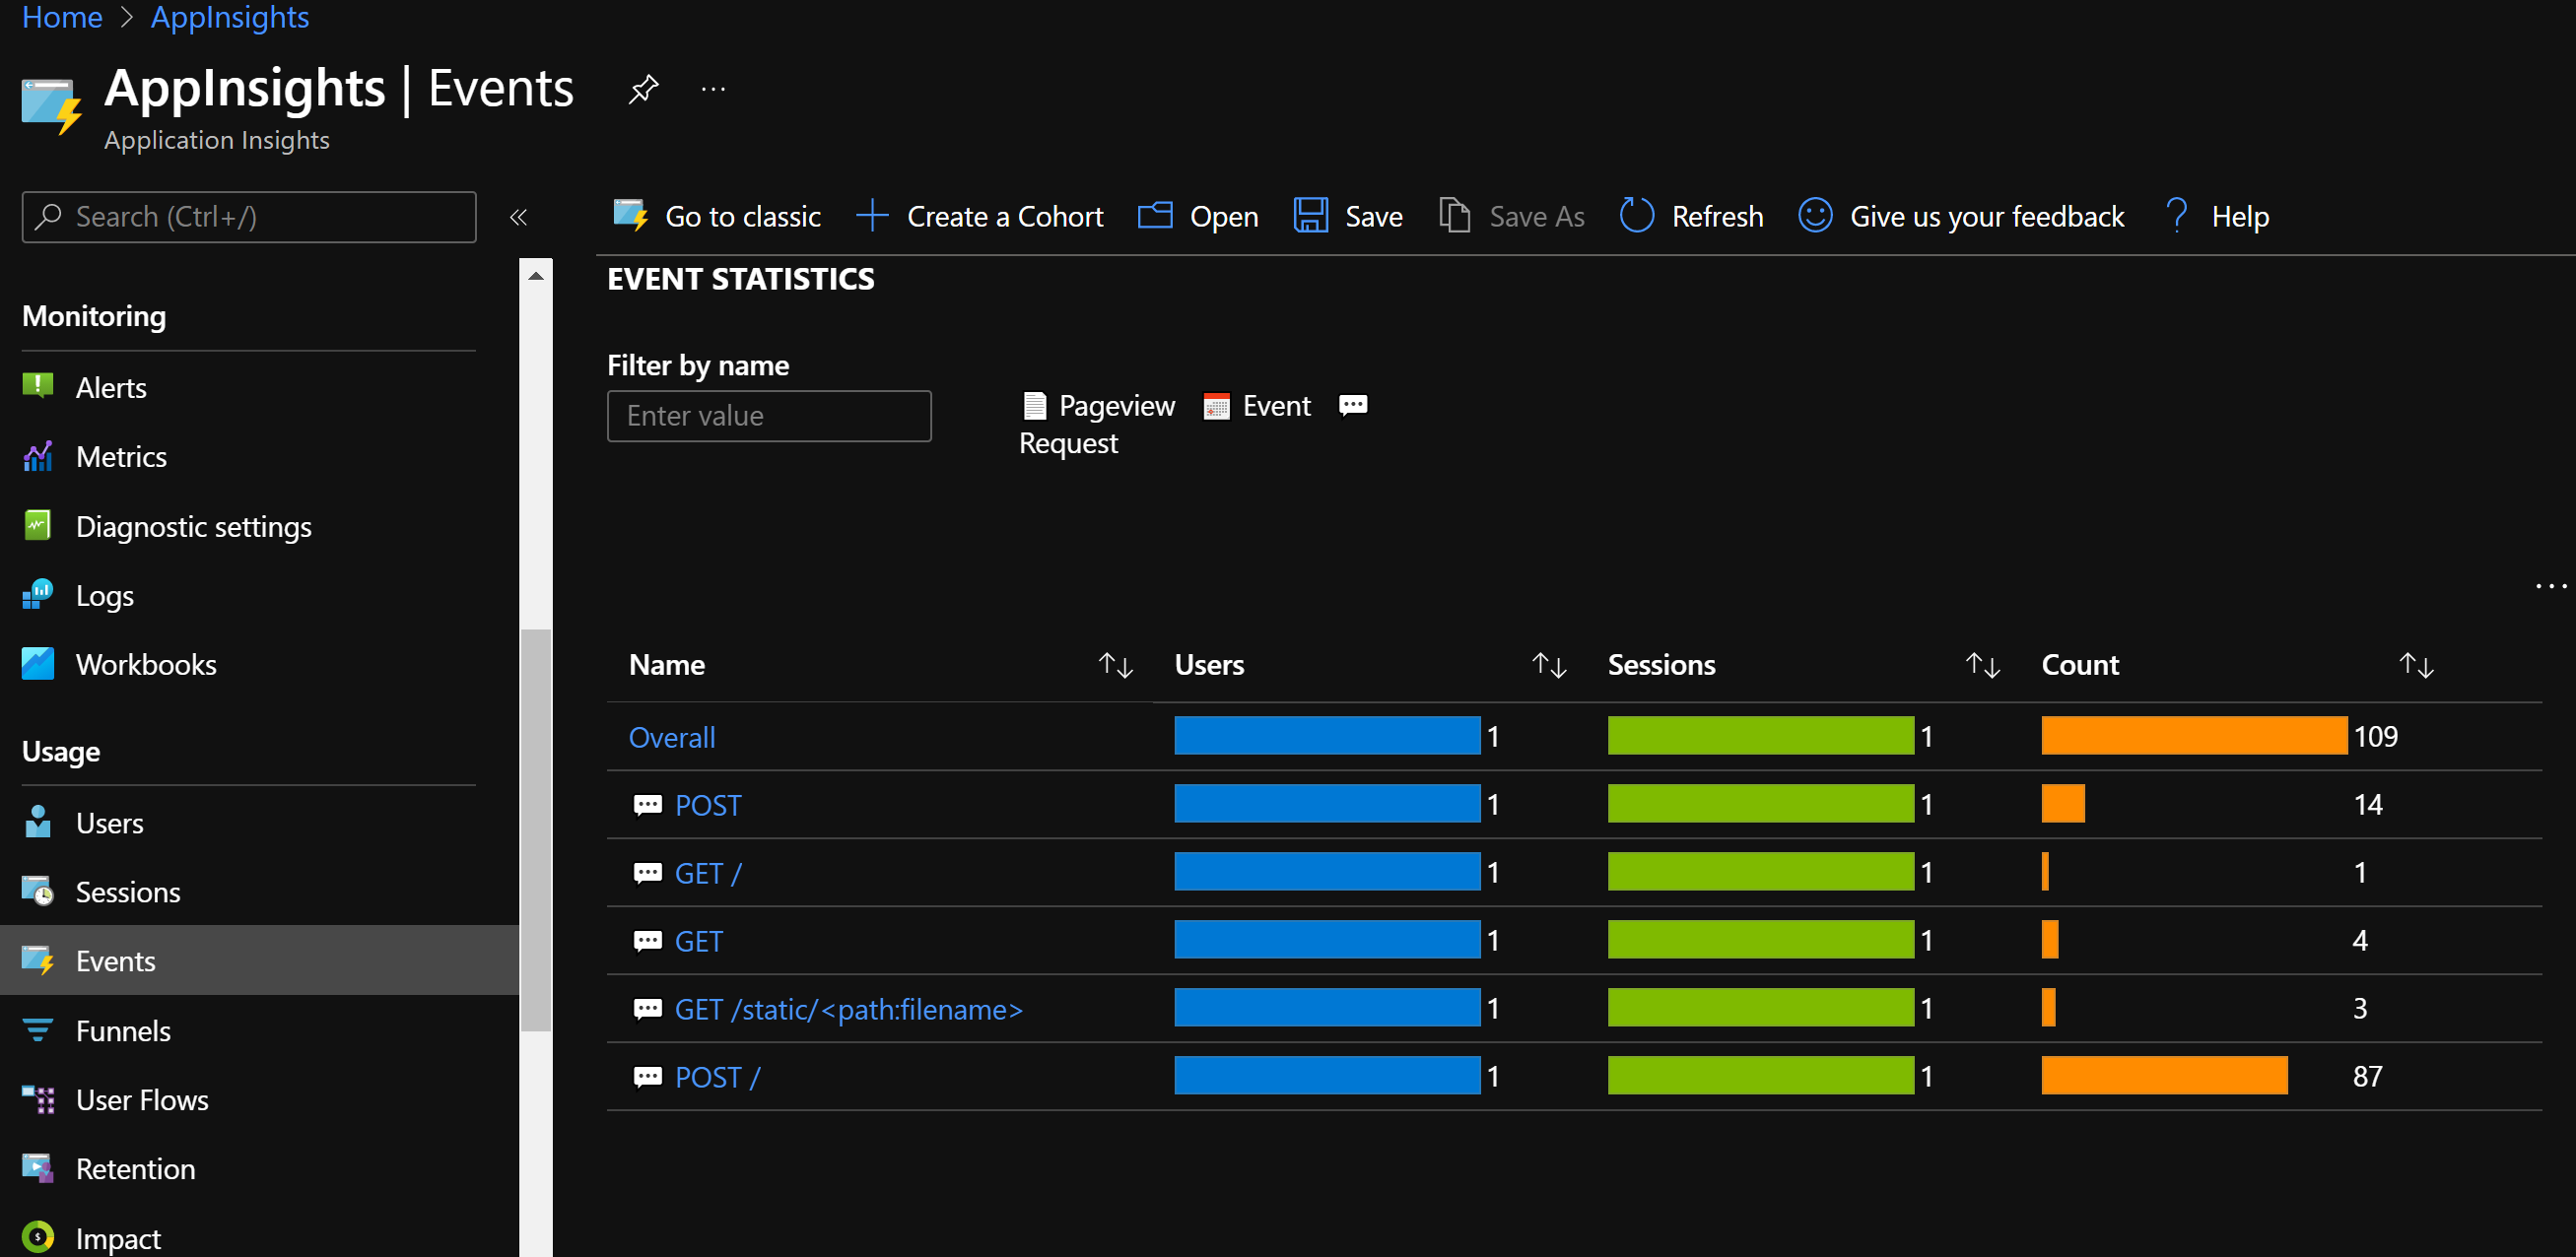 Home > AppInsights
AppInsights | Events
Application Insights
Search (Ctrl+/)
Monitoring
Alerts
Metrics
Diagnostic settings
Logs
Workbooks
Usage
Users
Sessions
Events
Funnels
User Flows
Retention
Impact
Go to classic Create a Cohort Open Save Save As Refresh Give us your feedback Help
EVENT STATISTICS
Filter by name
Enter value
Pageview Event
Request
Name Users Sessions Count
Overall 1 1 109
POST 1 1 14
GET / 1 1 1
GET 1 1 4
GET /static/<path:filename> 1 1 3
POST / 1 1 87